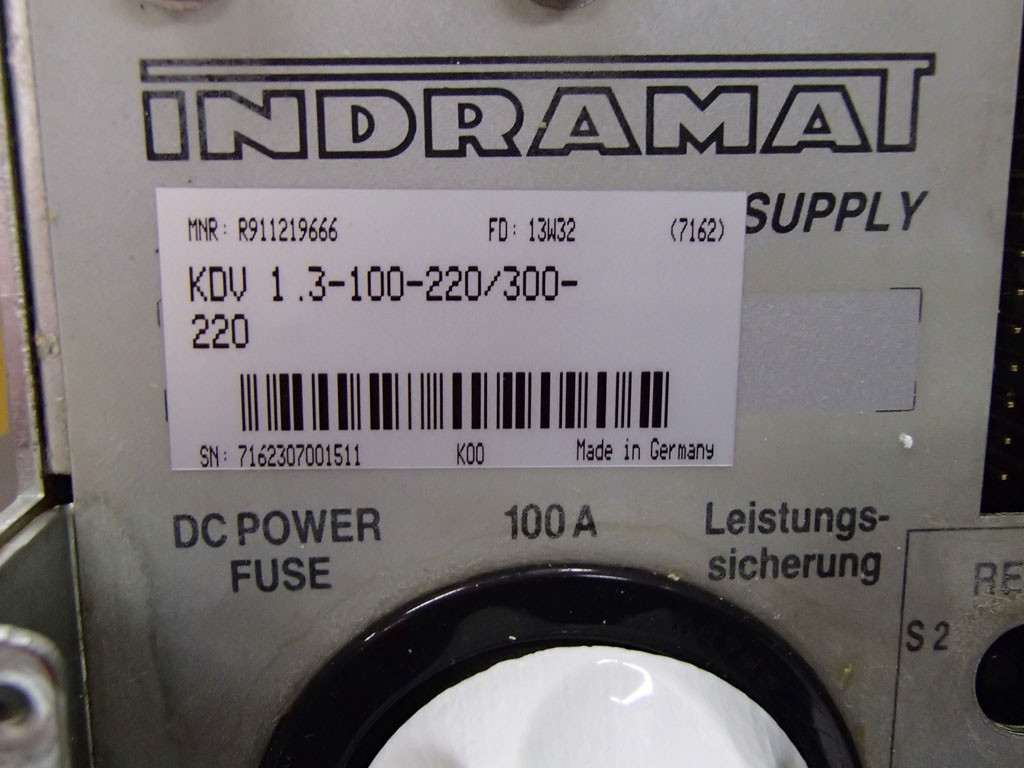 INDRAMAT
SUPPLY
MNR: R911219666 FD: 13W32 (7162)
KDV 1.3-100-220/300-
220
SN: 7162307001511 K00 Made in Germany
DC POWER 100 A Leistungs-
FUSE sicherung
S 2